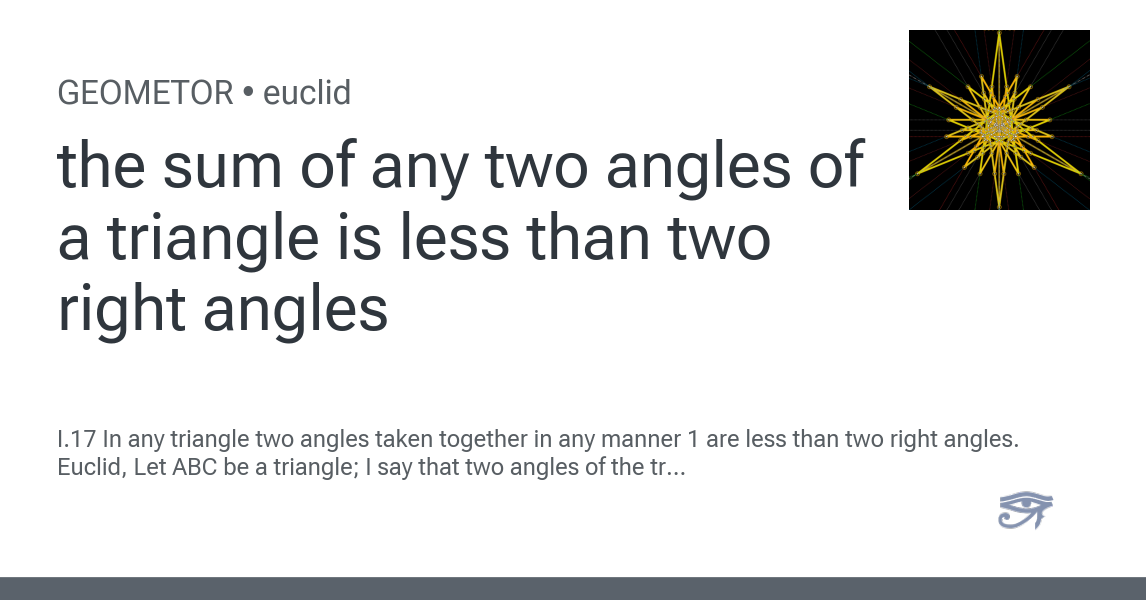 GEOMETOR • euclid
the sum of any two angles of
a triangle is less than two
right angles
I.17 In any triangle two angles taken together in any manner 1 are less than two right angles.
Euclid, Let ABC be a triangle; I say that two angles of the tr...